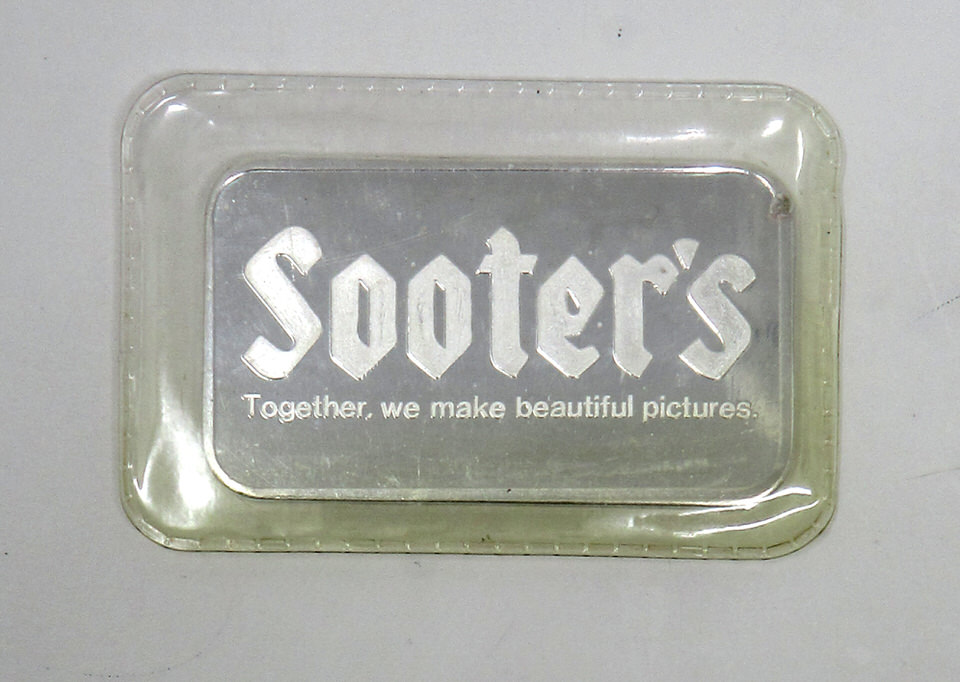 Sooter's
Together, we make beautiful pictures.